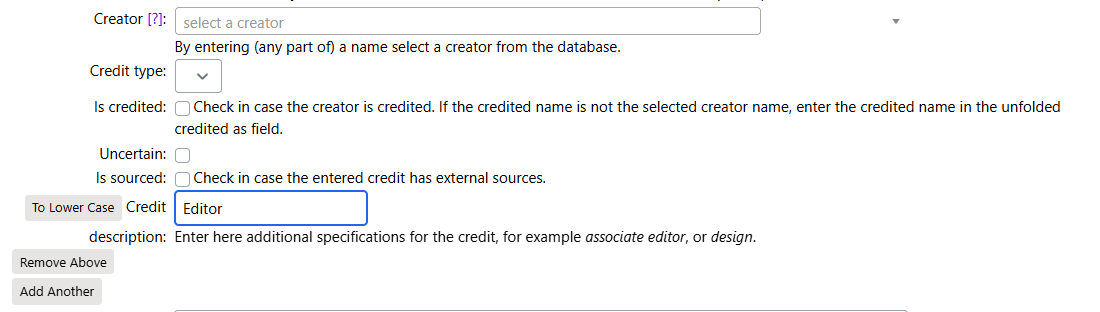 Creator [?]: select a creator
By entering (any part of) a name select a creator from the database.
Credit type:
Is credited: Check in case the creator is credited. If the credited name is not the selected creator name, enter the credited name in the unfolded
credited as field.
Uncertain:
Is sourced: Check in case the entered credit has external sources.
To Lower Case Credit Editor
description: Enter here additional specifications for the credit, for example associate editor, or design.
Remove Above
Add Another